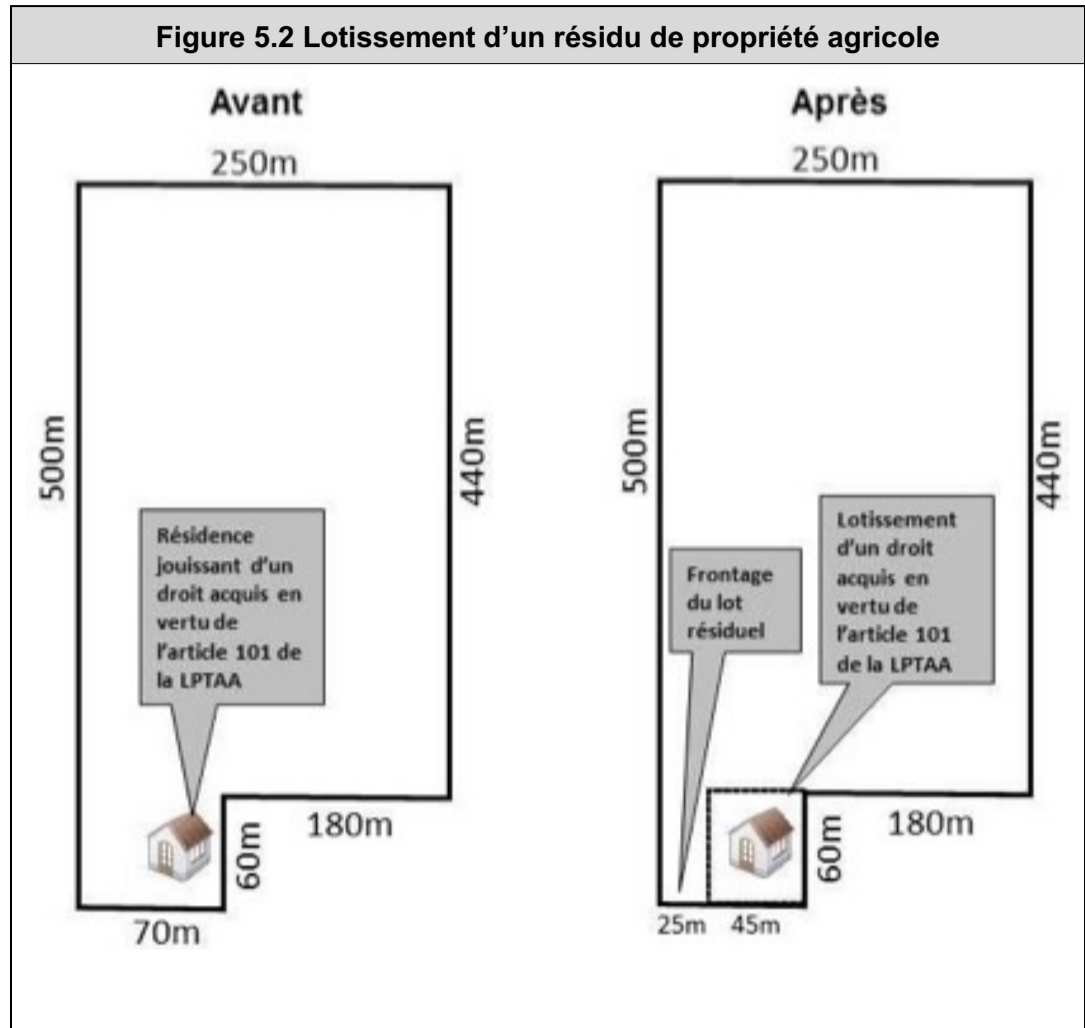 Figure 5.2 Lotissement d’un résidu de propriété agricole
Avant
250m
500m
440m
Résidence
jouissant d’un
droit acquis en
vertu de
l’article 101 de
la LPTAA
180m
60m
70m
Après
250m
500m
440m
Frontage
du lot
résiduel
Lotissement
d’un droit
acquis en
vertu de
l’article 101
de la LPTAA
180m
60m
25m
45m